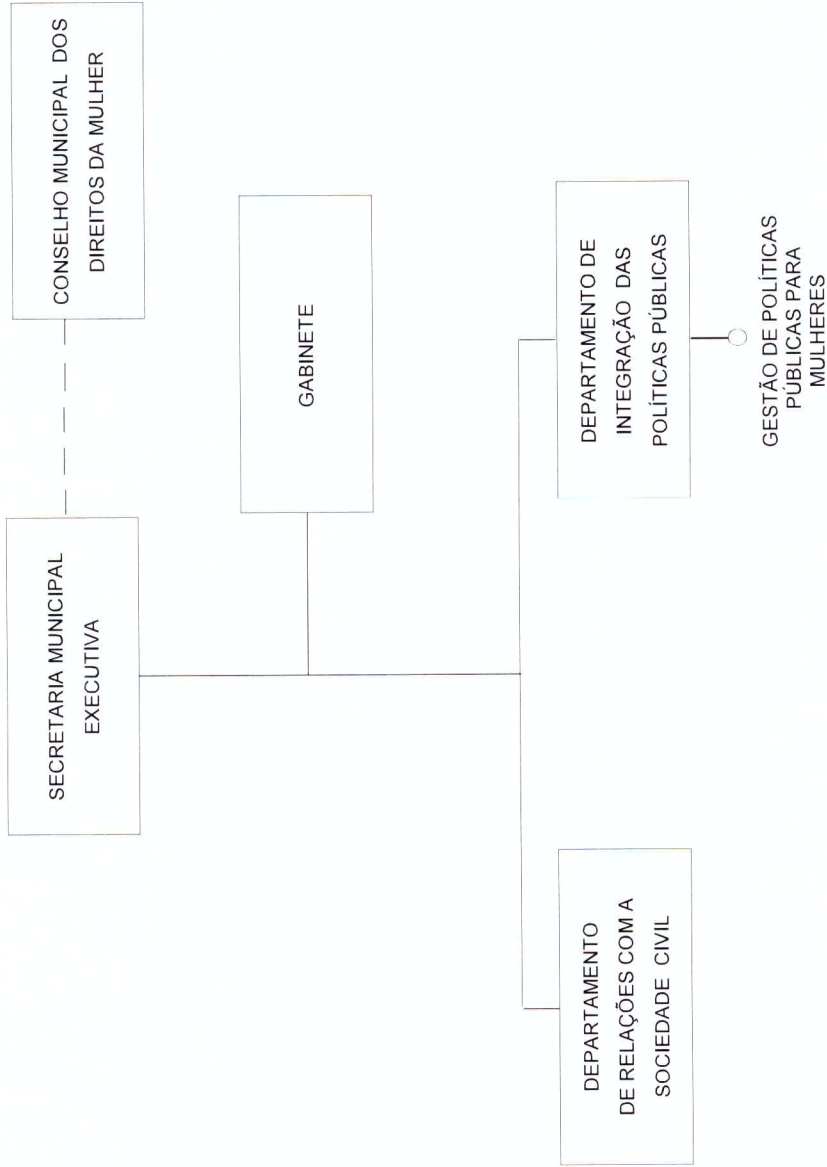 SECRETARIA MUNICIPAL
EXECUTIVA
CONSELHO MUNICIPAL DOS
DIREITOS DA MULHER
GABINETE
DEPARTAMENTO
DE RELAÇÕES COM A
SOCIEDADE CIVIL
DEPARTAMENTO DE
INTEGRAÇÃO DAS
POLÍTICAS PÚBLICAS
GESTÃO DE POLÍTICAS
PÚBLICAS PARA
MULHERES